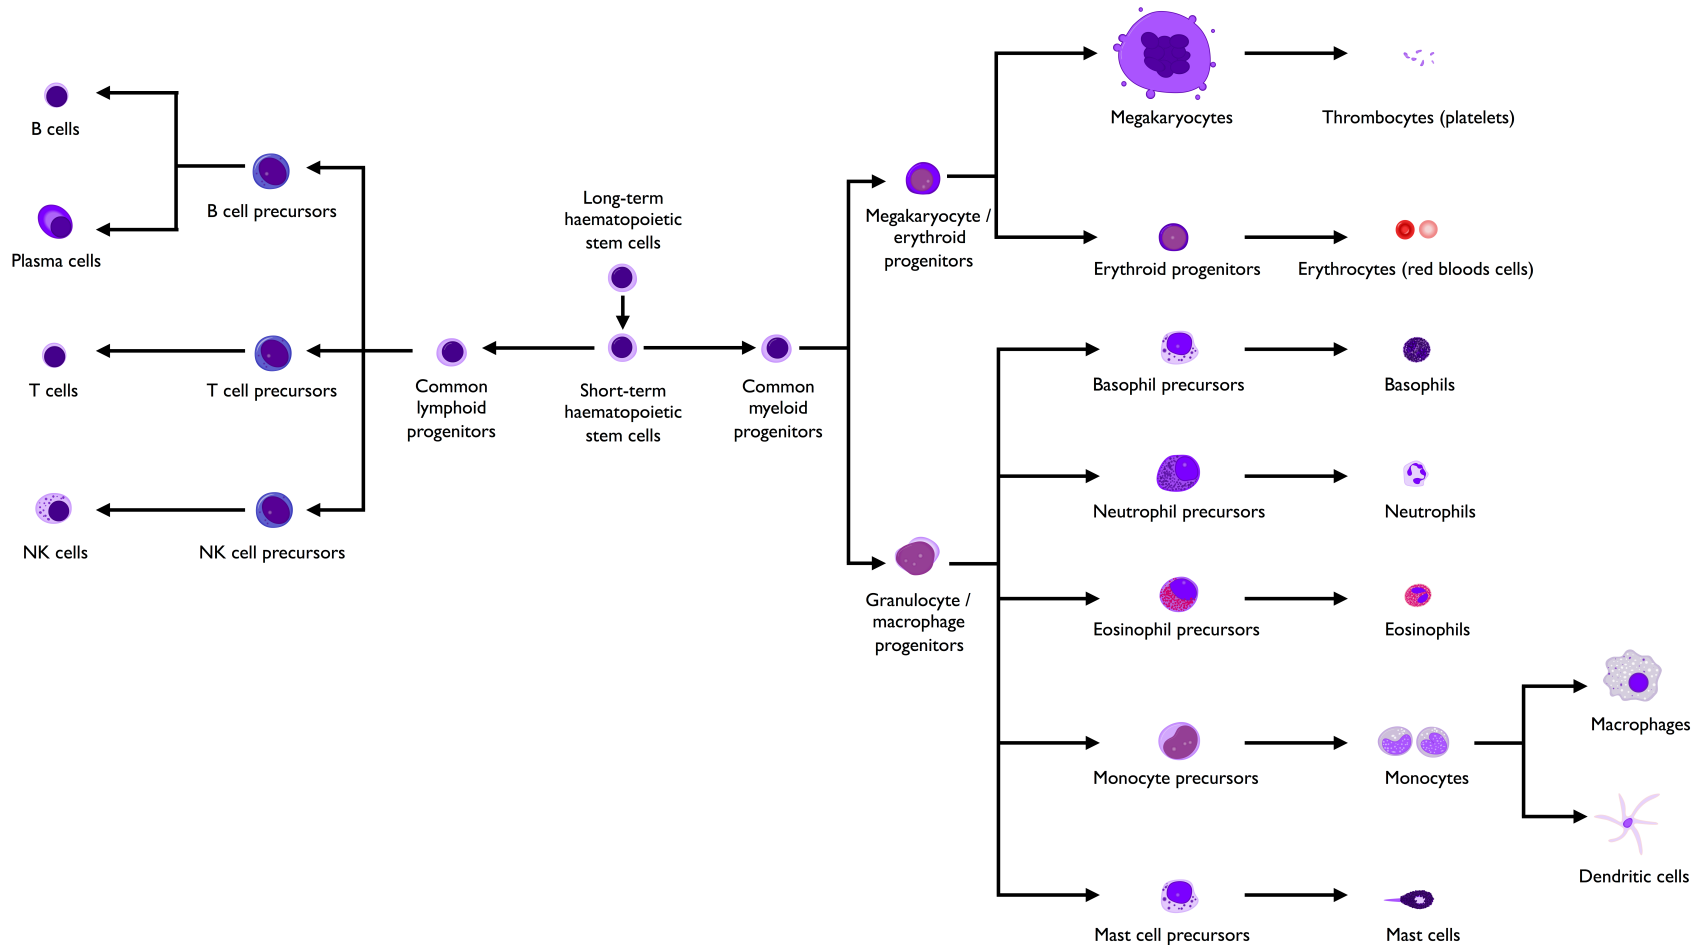 B cells
Plasma cells
T cells
NK cells
B cell precursors
T cell precursors
NK cell precursors
Common
lymphoid
progenitors
Long-term
haematopoietic
stem cells
Short-term
haematopoietic
stem cells
Common
myeloid
progenitors
Megakaryocyte /
erythroid
progenitors
Granulocyte /
macrophage
progenitors
Megakaryocytes
Thrombocytes (platelets)
Erythroid progenitors
Erythrocytes (red bloods cells)
Basophil precursors
Basophils
Neutrophil precursors
Neutrophils
Eosinophil precursors
Eosinophils
Monocyte precursors
Monocytes
Macrophages
Dendritic cells
Mast cell precursors
Mast cells